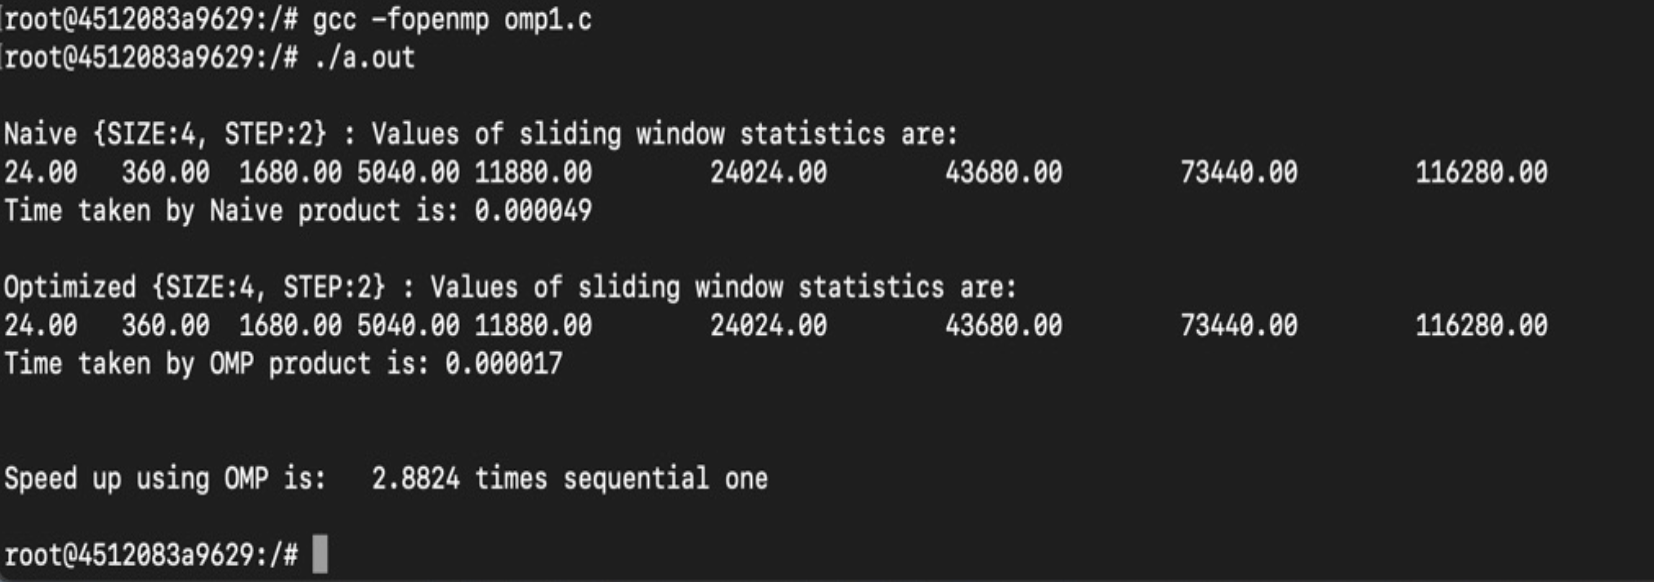 root@4512083a9629:/# gcc -fopenmp omp1.c
root@4512083a9629:/# ./a.out
Naive {SIZE:4, STEP:2} : Values of sliding window statistics are:
24.00 360.00 1680.00 5040.00 11880.00 24024.00 43680.00 73440.00 116280.00
Time taken by Naive product is: 0.000049
Optimized {SIZE:4, STEP:2} : Values of sliding window statistics are:
24.00 360.00 1680.00 5040.00 11880.00 24024.00 43680.00 73440.00 116280.00
Time taken by OMP product is: 0.000017
Speed up using OMP is: 2.8824 times sequential one
root@4512083a9629:/#